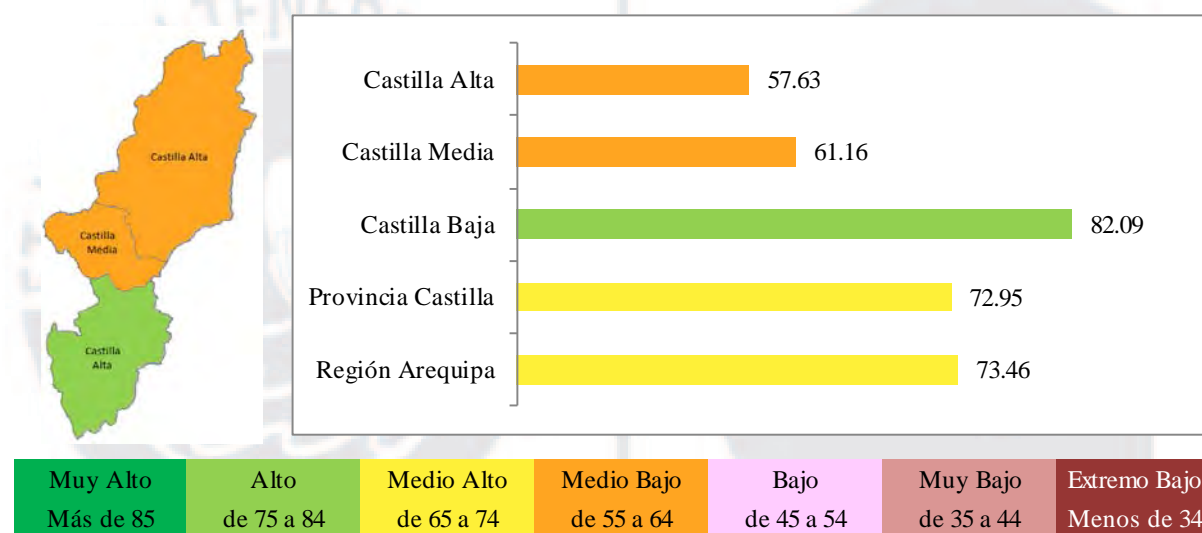 Castilla Alta
Castilla
Media
Castilla
Alta
Castilla Alta 57.63
Castilla Media 61.16
Castilla Baja 82.09
Provincia Castilla 72.95
Región Arequipa 73.46
Muy Alto Alto Medio Alto Medio Bajo Bajo Muy Bajo Extremo Bajo
Más de 85 de 75 a 84 de 65 a 74 de 55 a 64 de 45 a 54 de 35 a 44 Menos de 34